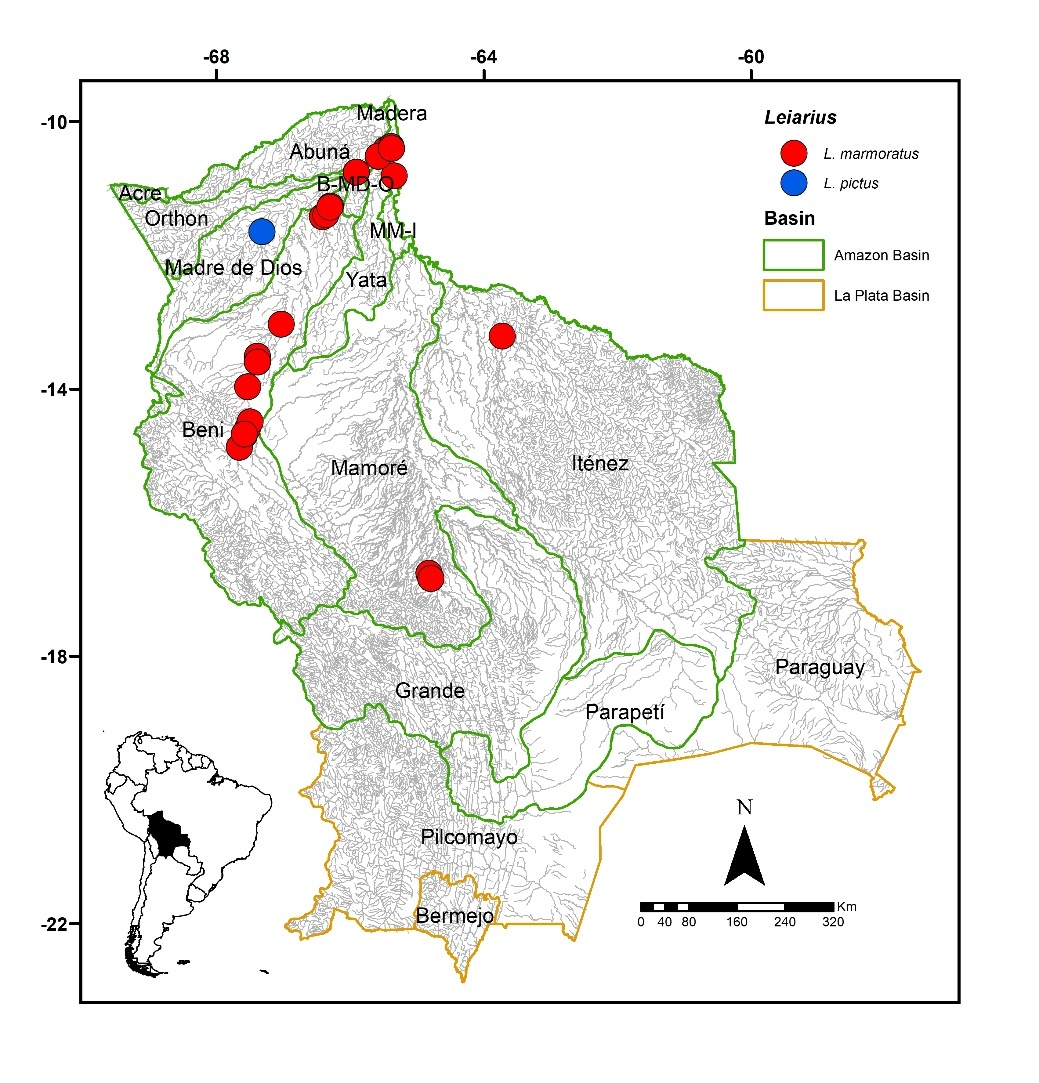 -68
-64
-60
-10
-14
-18
-22
Madera
Abuná
B-MD-O
Acre
Orthon
MM-I
Madre de Dios
Yata
Beni
Mamoré
Iténez
Grande
Parapetí
Paraguay
Pilcomayo
Bermejo
Leiarius
L. marmoratus
L. pictus
Basin
Amazon Basin
La Plata Basin
N
Km
0 40 80 160 240 320